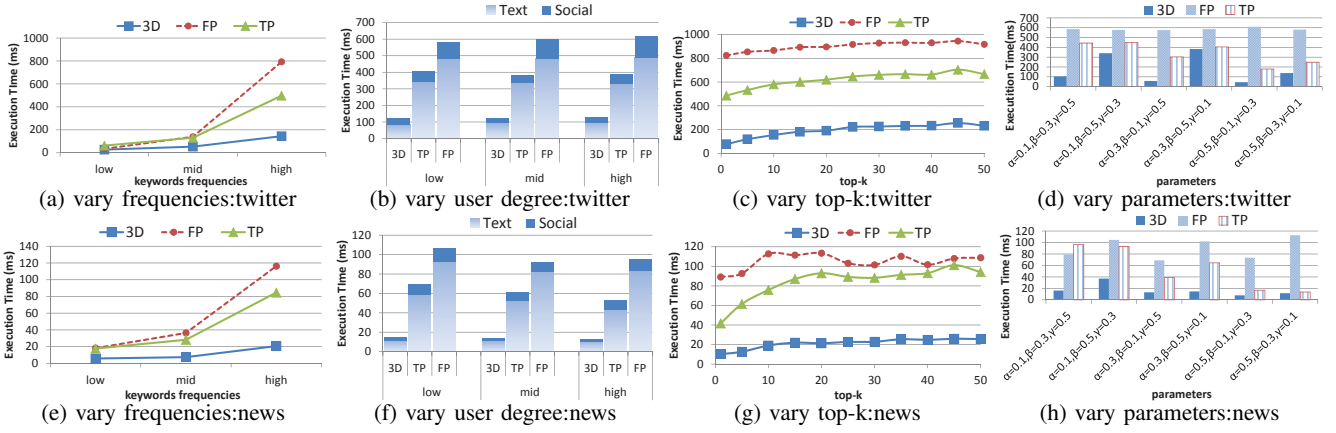 3D FP TP
Execution Time (ms)
1000
800
600
400
200
0
low mid high
keywords frequencies
(a) vary frequencies:twitter
Text Social
Execution Time (ms)
700
600
500
400
300
200
100
0
3D TP FP 3D TP FP 3D TP FP
low mid high
(b) vary user degree:twitter
3D FP TP
Execution Time (ms)
1000
800
600
400
200
0
0 10 20 30 40 50
top-k
(c) vary top-k:twitter
3D FP TP
Executition Time(ms)
700
600
500
400
300
200
100
0
α=0.1,β=0.3,γ=0.5
α=0.1,β=0.5,γ=0.3
α=0.3,β=0.1,γ=0.5
α=0.3,β=0.5,γ=0.1
α=0.5,β=0.1,γ=0.3
α=0.5,β=0.3,γ=0.1
parameters
(d) vary parameters:twitter
3D FP TP
Execution Time (ms)
140
120
100
80
60
40
20
0
low mid high
keywords frequencies
(e) vary frequencies:news
Text Social
Execution Time (ms)
120
100
80
60
40
20
0
3D TP FP 3D TP FP 3D TP FP
low mid high
(f) vary user degree:news
3D FP TP
Execution Time (ms)
120
100
80
60
40
20
0
0 10 20 30 40 50
top-k
(g) vary top-k:news
3D FP TP
Execution Time (ms)
120
100
80
60
40
20
0
α=0.1,β=0.3,γ=0.5
α=0.1,β=0.5,γ=0.3
α=0.3,β=0.1,γ=0.5
α=0.3,β=0.5,γ=0.1
α=0.5,β=0.1,γ=0.3
α=0.5,β=0.3,γ=0.1
parameters
(h) vary parameters:news